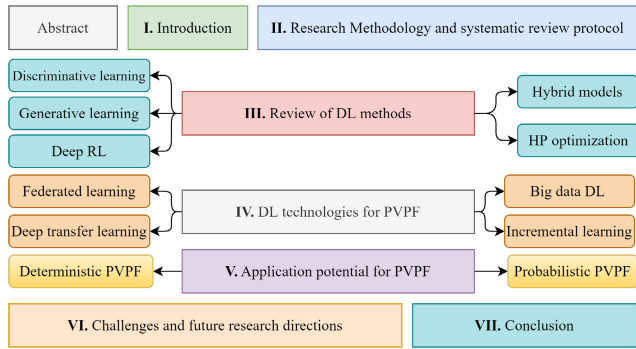 Abstract
I. Introduction
II. Research Methodology and systematic review protocol
Discriminative learning
Generative learning
Deep RL
III. Review of DL methods
Hybrid models
HP optimization
Federated learning
Deep transfer learning
IV. DL technologies for PVPF
Big data DL
Incremental learning
Deterministic PVPF
V. Application potential for PVPF
Probabilistic PVPF
VI. Challenges and future research directions
VII. Conclusion